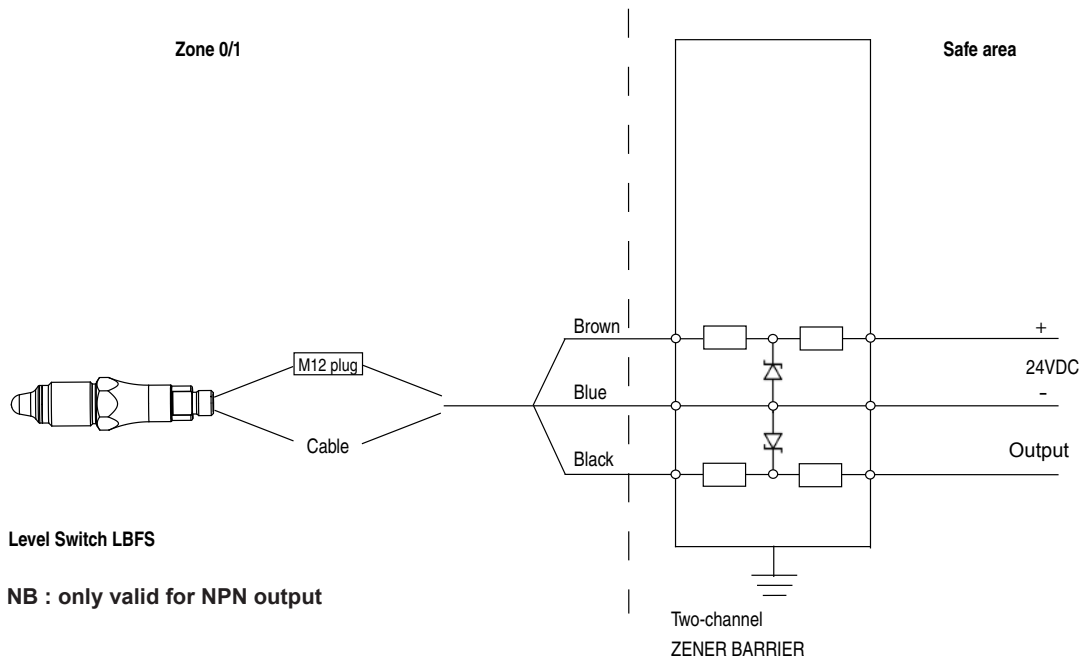 Zone 0/1
Safe area
Brown
+
M12 plug
24VDC
Blue
-
Cable
Black
Output
Level Switch LBFS
NB : only valid for NPN output
Two-channel
ZENER BARRIER